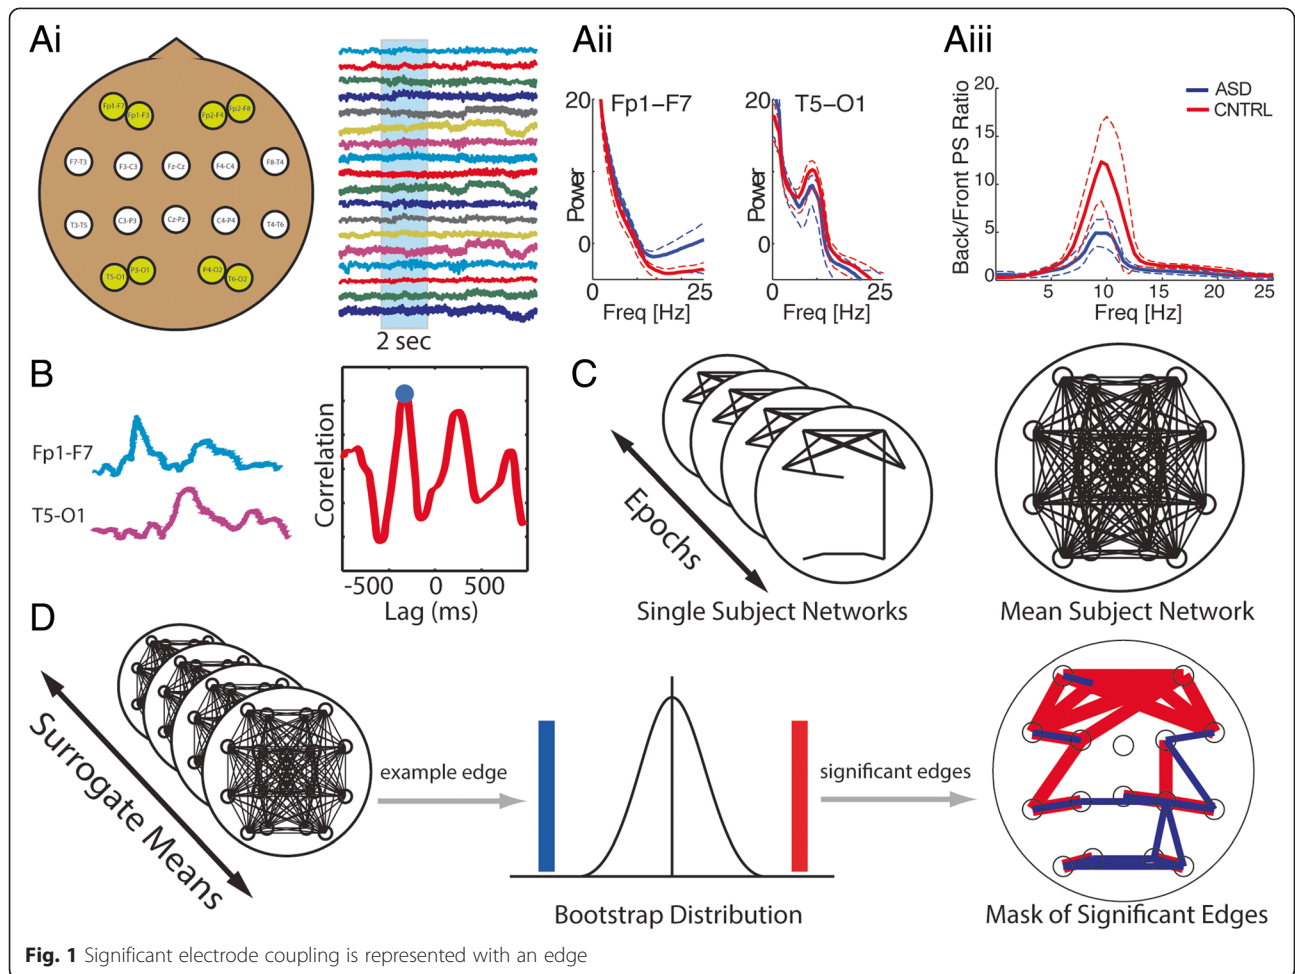 Ai
Fp1-F7
Fp1-F3
Fp2-F4
Fp2-F8
F7-T3
F3-C3
Fz-Cz
F4-C4
F8-T4
T3-T5
C3-P3
Cz-Pz
C4-P4
T4-T6
T5-O1
P3-O1
P4-O2
T6-O2
2 sec
Aii
20
Fp1–F7
Power
0
0
25
Freq [Hz]
20
T5–O1
Power
0
0
25
Freq [Hz]
Aiii
20
15
10
5
0
Back/Front PS Ratio
ASD
CNTRL
5
10
15
20
25
Freq [Hz]
B
Fp1-F7
T5-O1
Correlation
-500
0
500
Lag (ms)
C
Epochs
Single Subject Networks
Mean Subject Network
D
Surrogate Means
example edge
Bootstrap Distribution
significant edges
Mask of Significant Edges
Fig. 1 Significant electrode coupling is represented with an edge